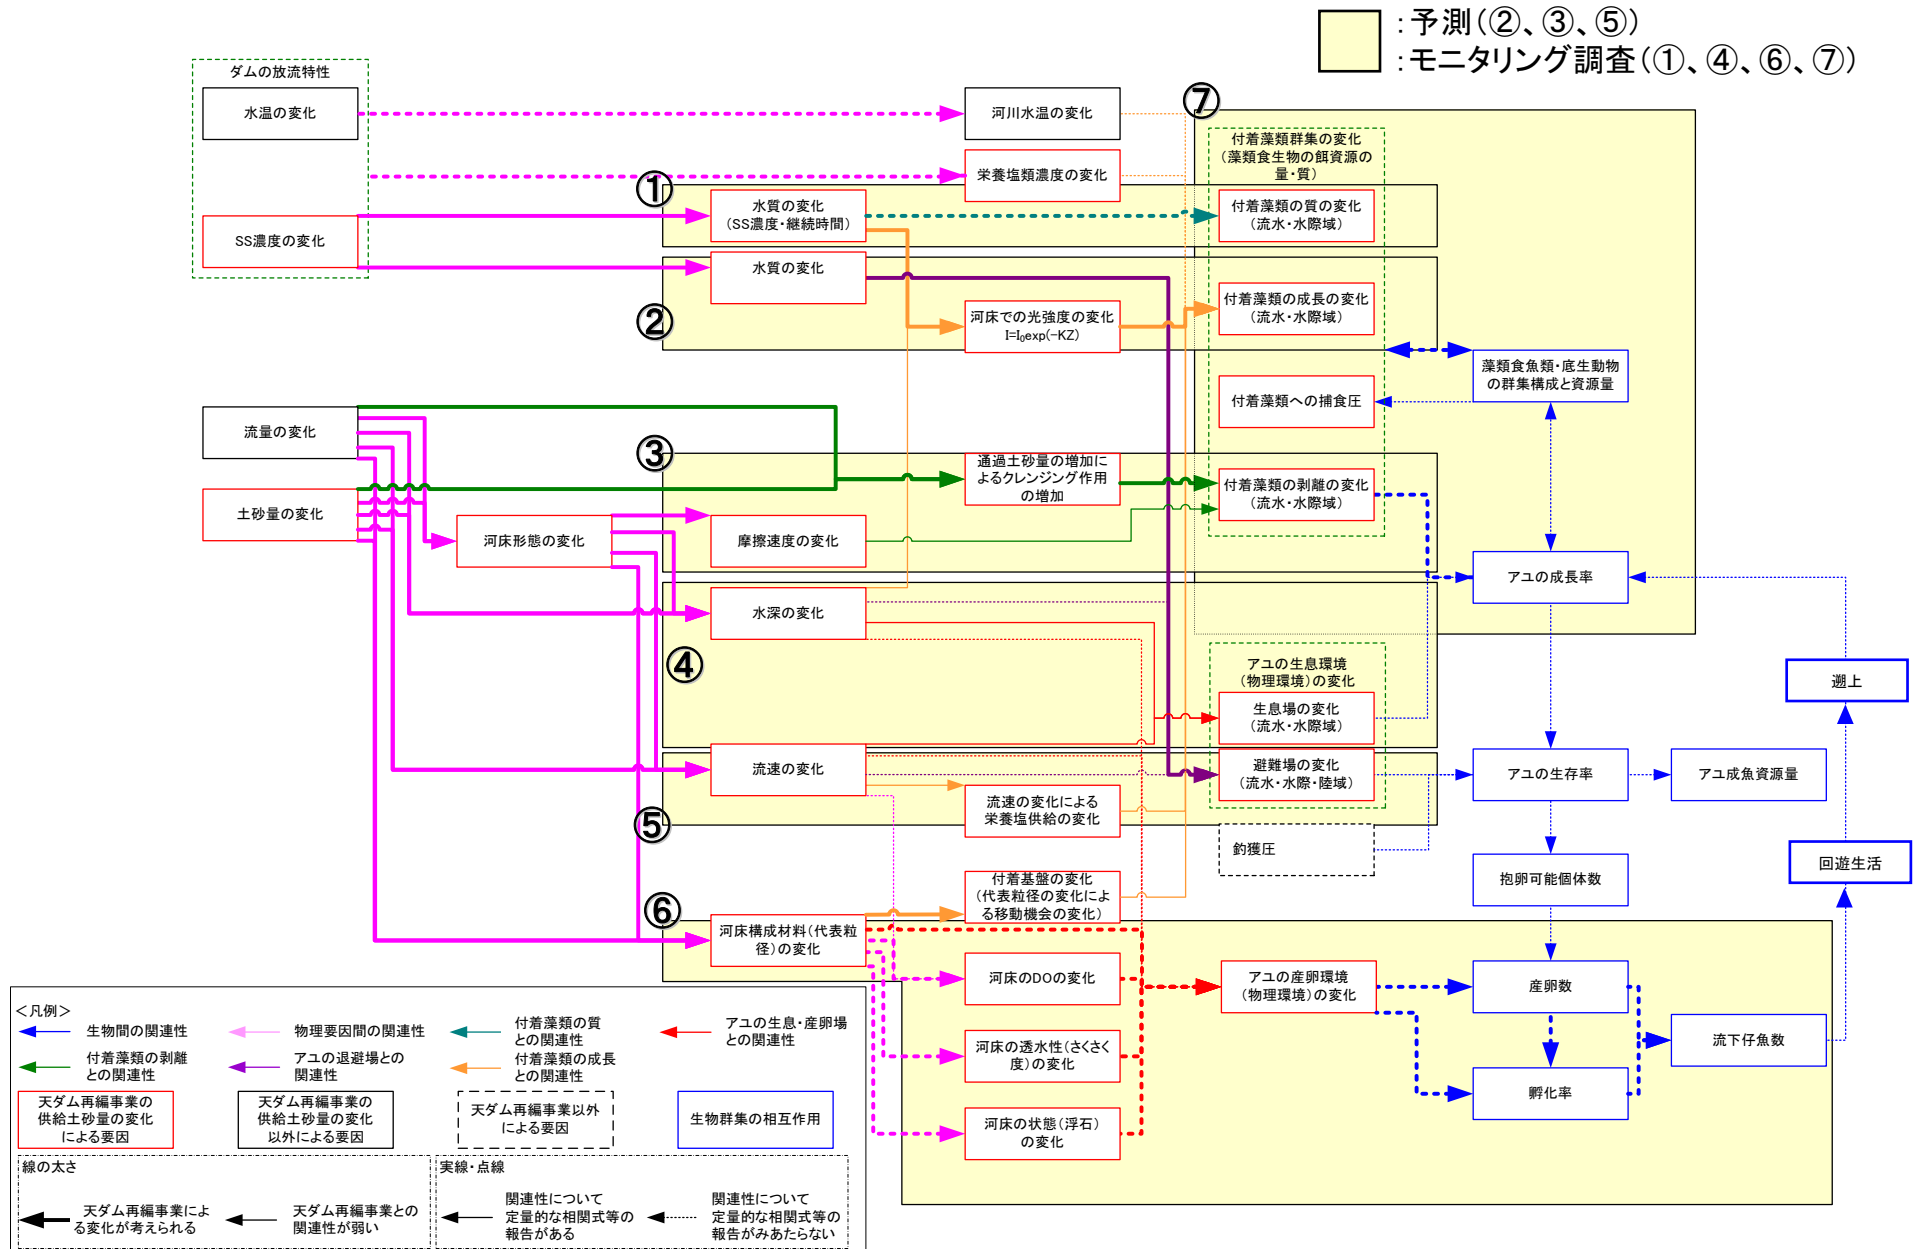 ：予測（②、③、⑤）
：モニタリング調査（①、④、⑥、⑦）
ダムの放流特性
水温の変化
SS濃度の変化
河川水温の変化
栄養塩類濃度の変化
①
水質の変化
（SS濃度・継続時間）
②
水質の変化
河床での光強度の変化
I=I₀exp(-KZ)
⑦
付着藻類群集の変化
（藻類食生物の餌資源の
量・質）
付着藻類の質の変化
（流水・水際域）
付着藻類の成長の変化
（流水・水際域）
付着藻類への捕食圧
藻類食魚類・底生動物
の群集構成と資源量
流量の変化
土砂量の変化
河床形態の変化
③
通過土砂量の増加に
よるクレンジング作用
の増加
付着藻類の剥離の変化
（流水・水際域）
摩擦速度の変化
アユの成長率
④
水深の変化
アユの生息環境
（物理環境）の変化
生息場の変化
（流水・水際域）
遡上
⑤
流速の変化
避難場の変化
（流水・水際・陸域）
流速の変化による
栄養塩供給の変化
アユの生存率
アユ成魚資源量
釣獲圧
回遊生活
抱卵可能個体数
⑥
付着基盤の変化
（代表粒径の変化によ
る移動機会の変化）
河床構成材料（代表粒
径）の変化
河床のDOの変化
河床の透水性（さくさく
度）の変化
河床の状態（浮石）
の変化
アユの産卵環境
（物理環境）の変化
産卵数
孵化率
流下仔魚数
＜凡例＞
生物間の関連性
物理要因間の関連性
付着藻類の質
との関連性
アユの生息・産卵場
との関連性
付着藻類の剥離
との関連性
アユの退避場との
関連性
付着藻類の成長
との関連性
天ダム再編事業の
供給土砂量の変化
による要因
天ダム再編事業の
供給土砂量の変化
以外による要因
天ダム再編事業以外
による要因
生物群集の相互作用
線の太さ
天ダム再編事業によ
る変化が考えられる
天ダム再編事業との
関連性が弱い
実線・点線
関連性について
定量的な相関式等の
報告がある
関連性について
定量的な相関式等の
報告がみあたらない